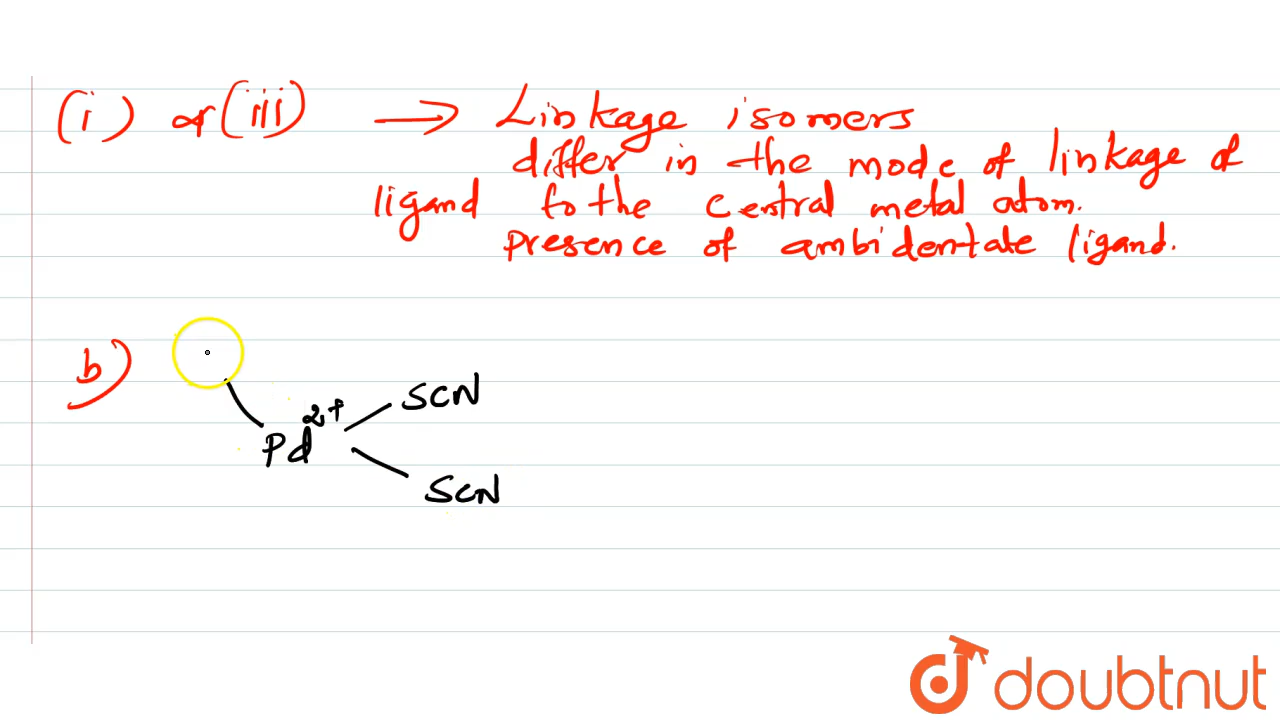 (i) or (iii) → Linkage isomers
differ in the mode of linkage of
ligand to the central metal atom.
Presence of ambidentate ligand.
b)
SCN
Pd2+
SCN
doubtnut